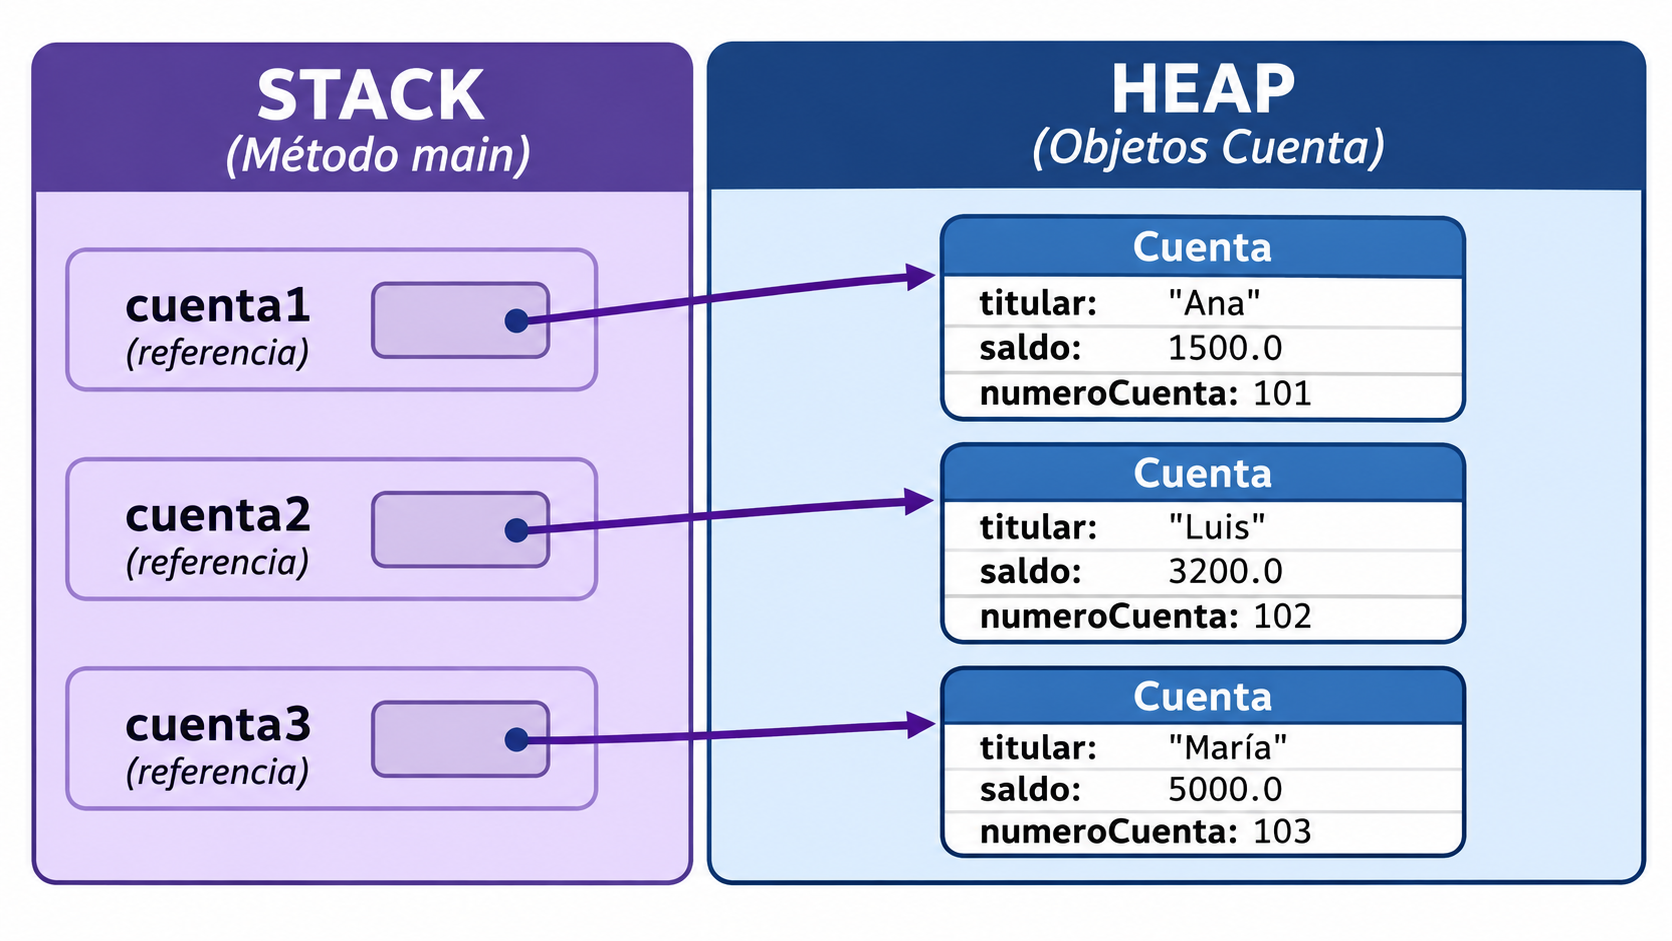 STACK
(Método main)
cuenta1
(referencia)
cuenta2
(referencia)
cuenta3
(referencia)
HEAP
(Objetos Cuenta)
Cuenta
titular: "Ana"
saldo: 1500.0
numeroCuenta: 101
Cuenta
titular: "Luis"
saldo: 3200.0
numeroCuenta: 102
Cuenta
titular: "María"
saldo: 5000.0
numeroCuenta: 103